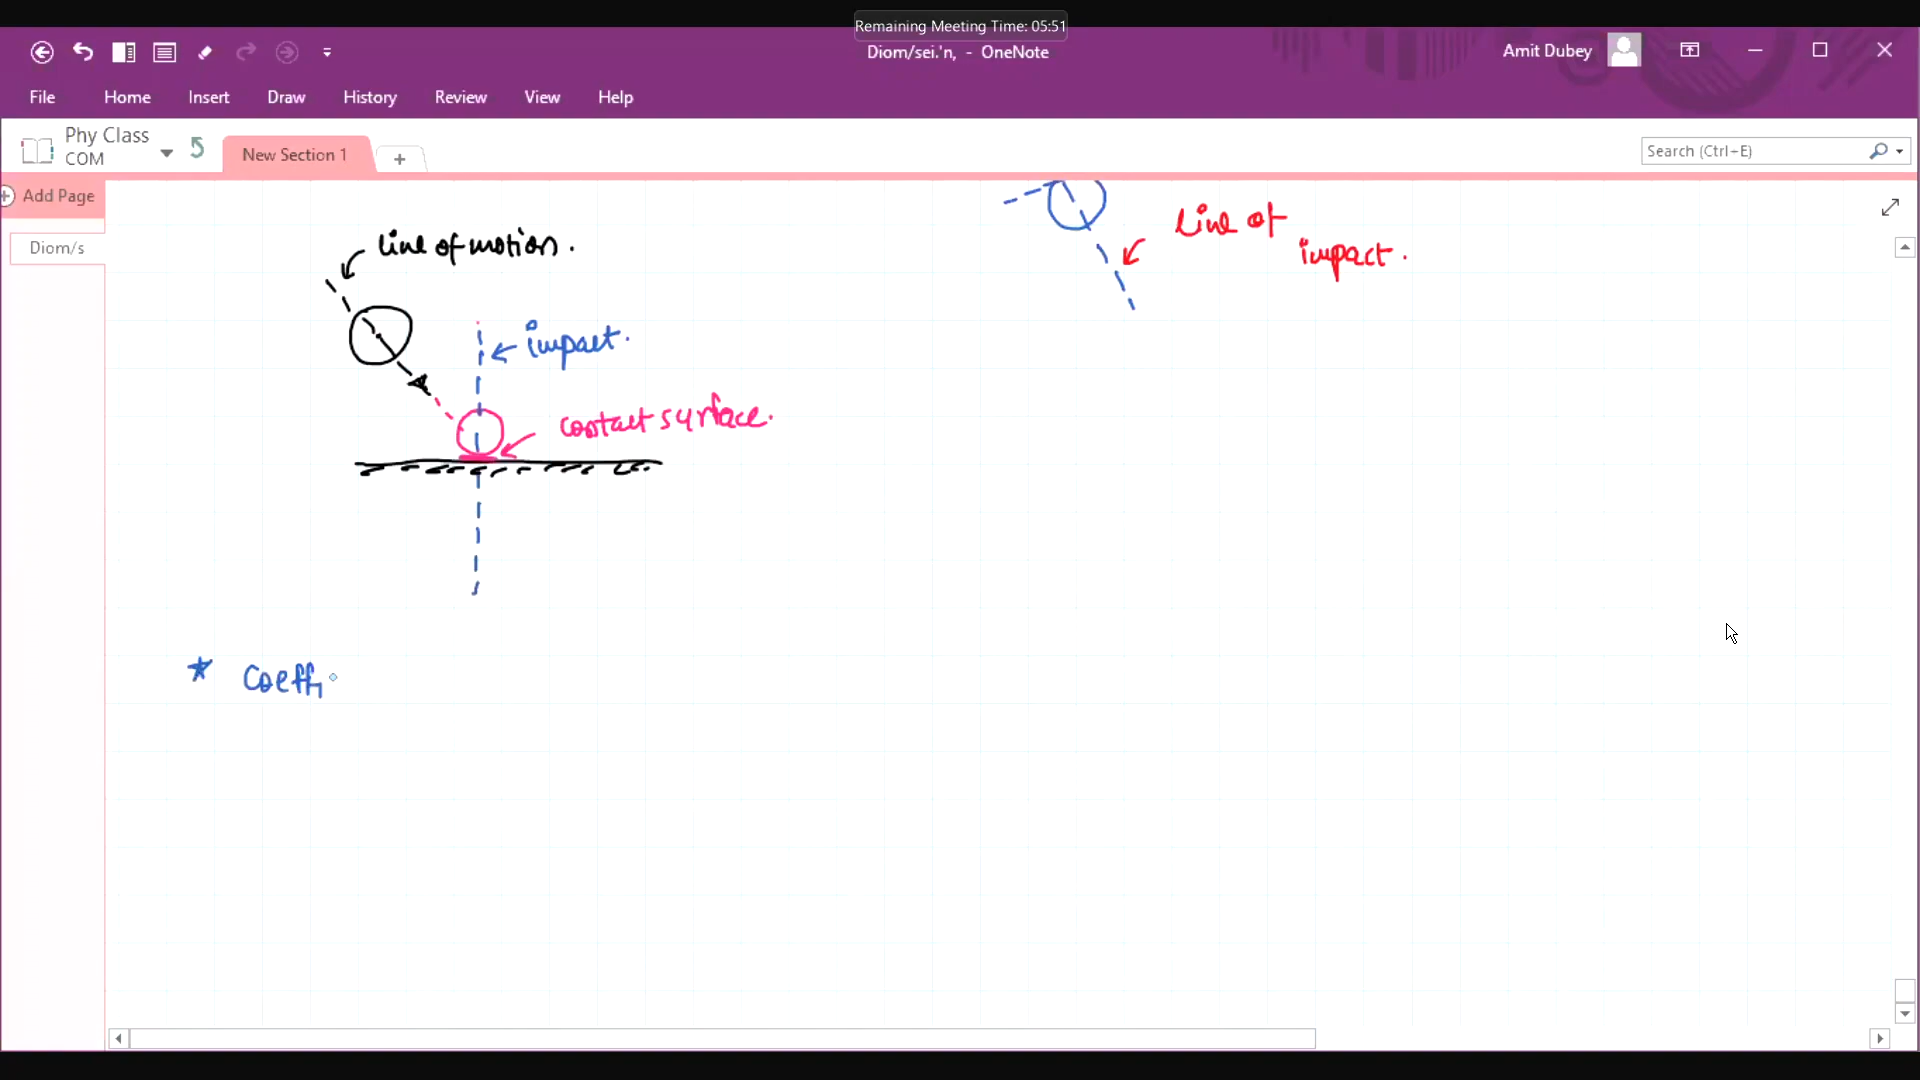 Remaining Meeting Time: 05:51
Diom/sei.'n, - OneNote
Amit Dubey
File Home Insert Draw History Review View Help
Phy Class
COM
New Section 1
+
Search (Ctrl+E)
Add Page
Diom/s
line of motion.
line of
impact.
impact.
contact surface.
* Coeffi